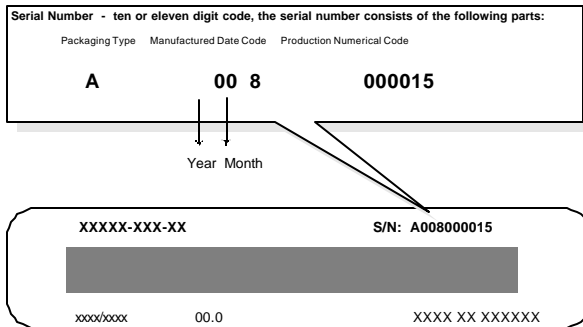 Serial Number - ten or eleven digit code, the serial number consists of the following parts:
Packaging Type Manufactured Date Code Production Numerical Code
A 00 8 000015
Year Month
XXXXX-XXX-XX S/N: A008000015
xxxx/xxxx 00.0 XXXX XX XXXXXX